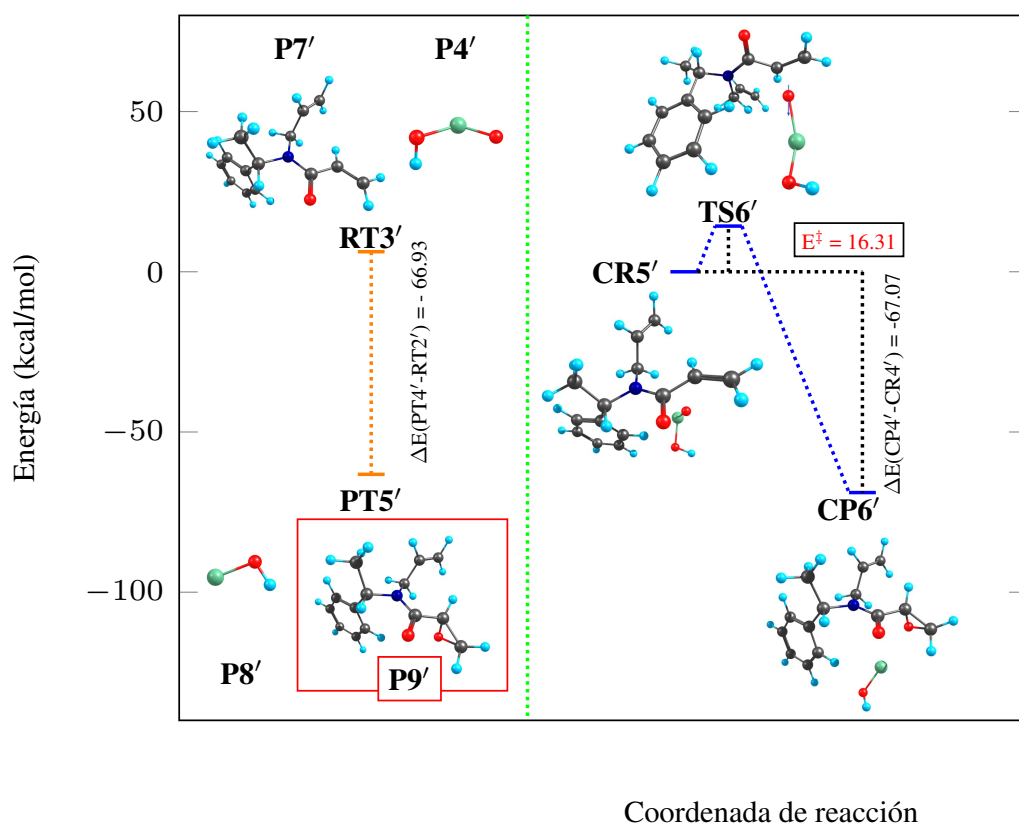 P7′
P4′
50
TS6′
RT3′
E‡ = 16.31
0
CR5′
ΔE(PT4′-RT2′) = - 66.93
ΔE(CP4′-CR4′) = -67.07
Energía (kcal/mol)
−50
PT5′
CP6′
−100
P8′
P9′
Coordenada de reacción